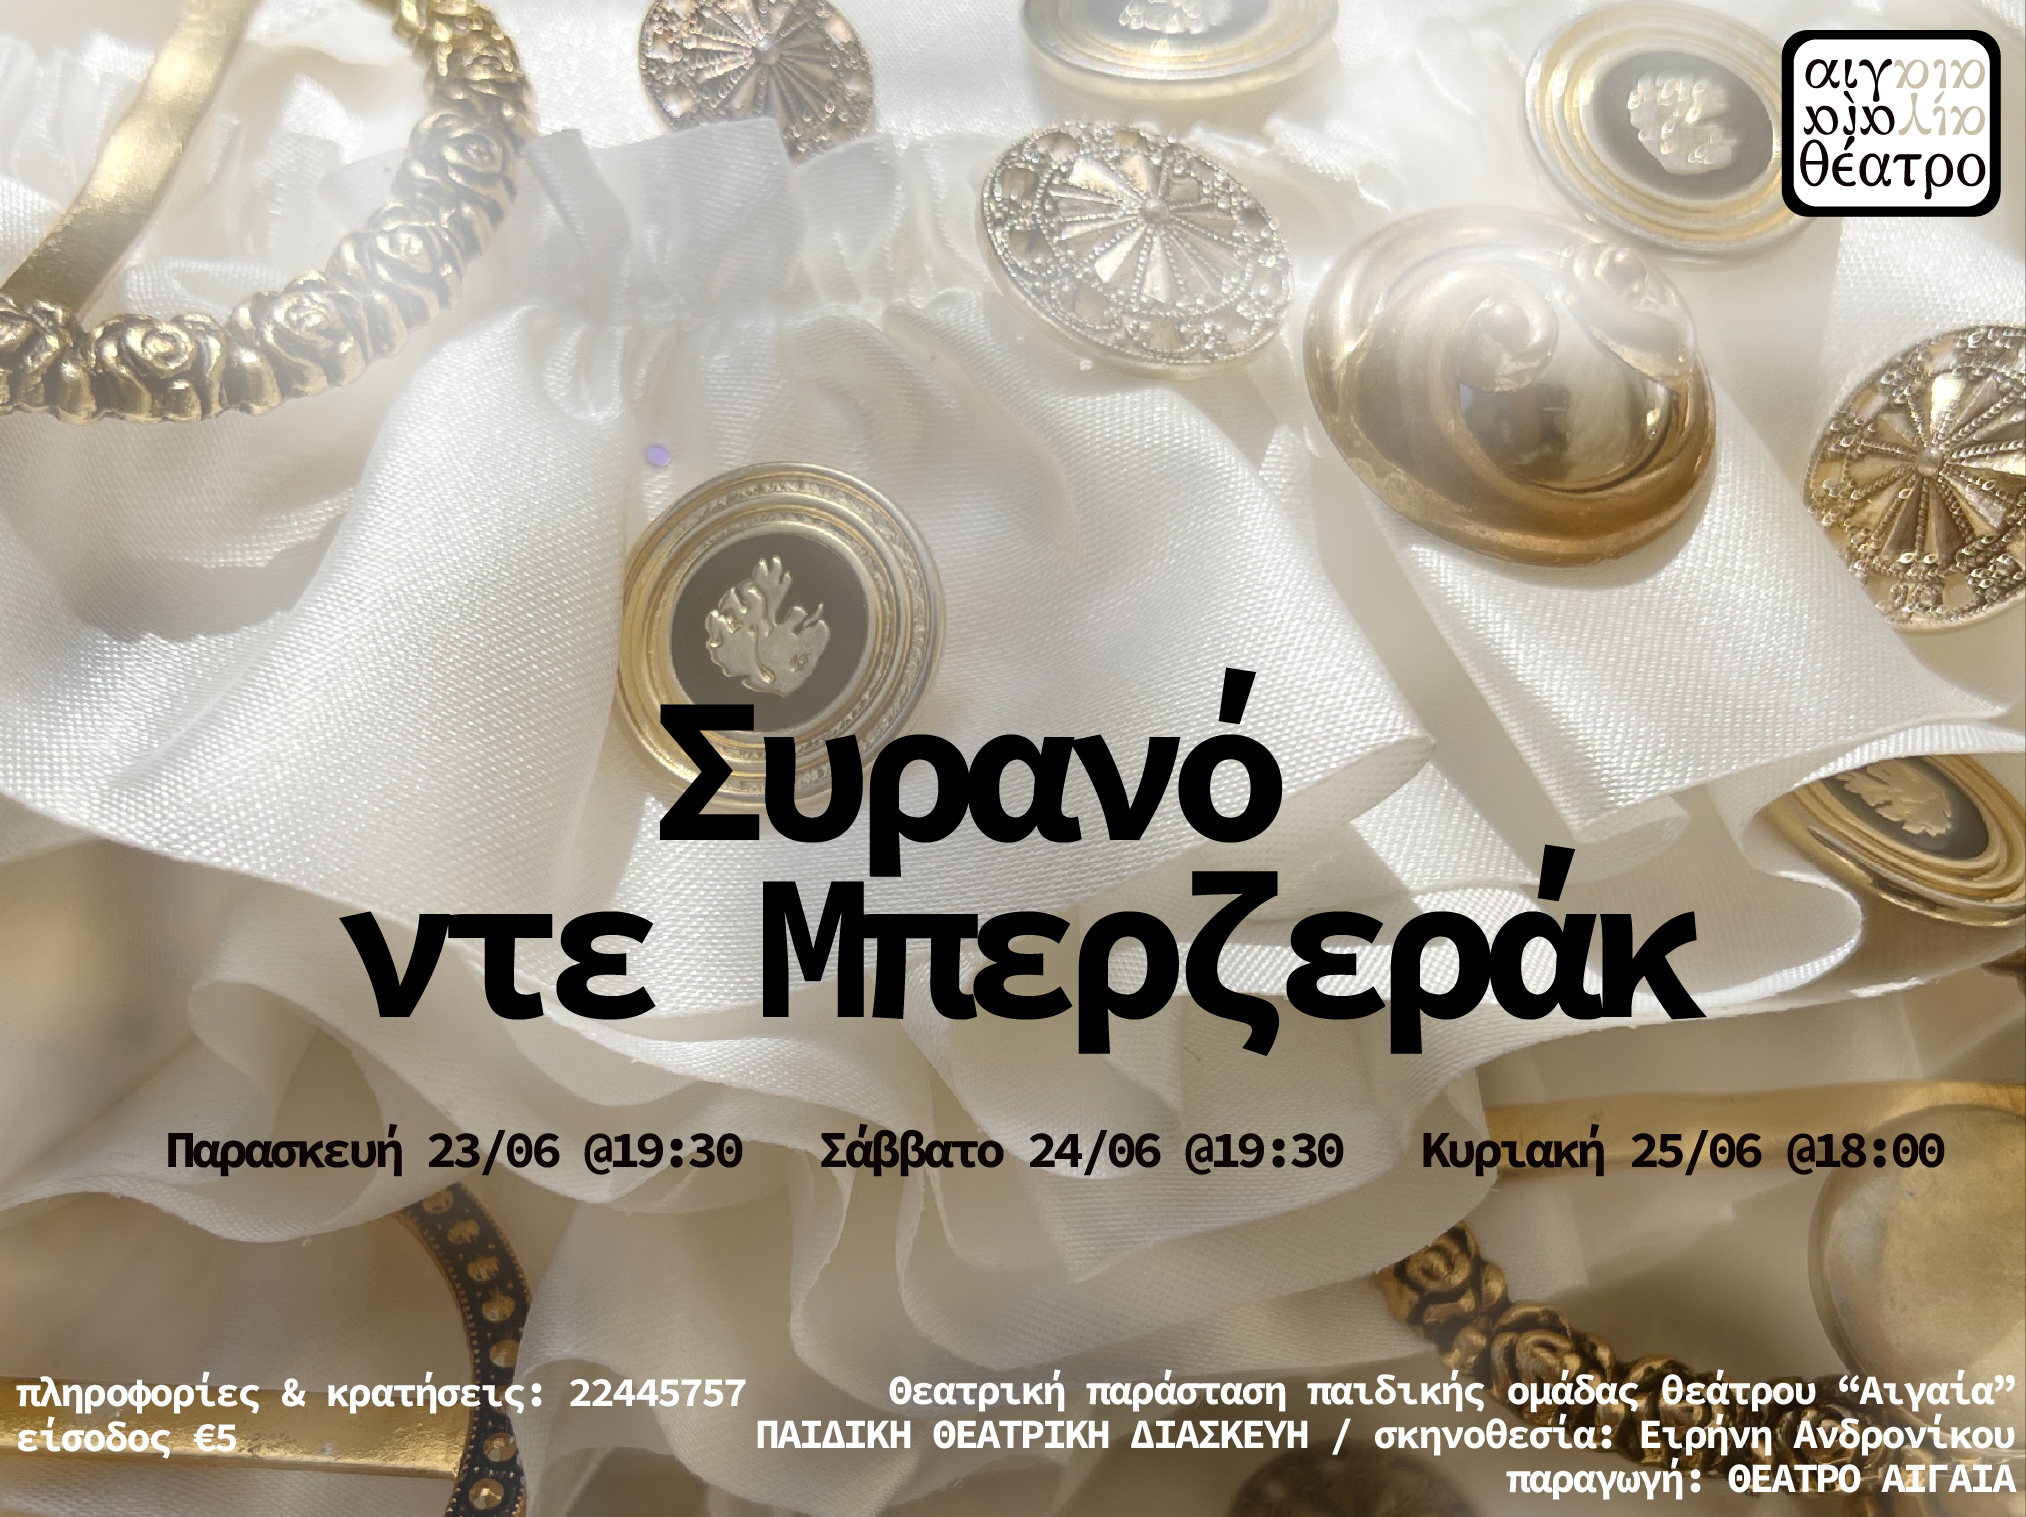 αιγαια
θέατρο
Συρανό
ντε Μπερζεράκ
Παρασκευή 23/06 @19:30 Σάββατο 24/06 @19:30 Κυριακή 25/06 @18:00
πληροφορίες & κρατήσεις: 22445757
είσοδος €5
Θεατρική παράσταση παιδικής ομάδας θεάτρου “Αιγαία”
ΠΑΙΔΙΚΗ ΘΕΑΤΡΙΚΗ ΔΙΑΣΚΕΥΗ / σκηνοθεσία: Ειρήνη Ανδρονίκου
παραγωγή: ΘΕΑΤΡΟ ΑΙΓΑΙΑ